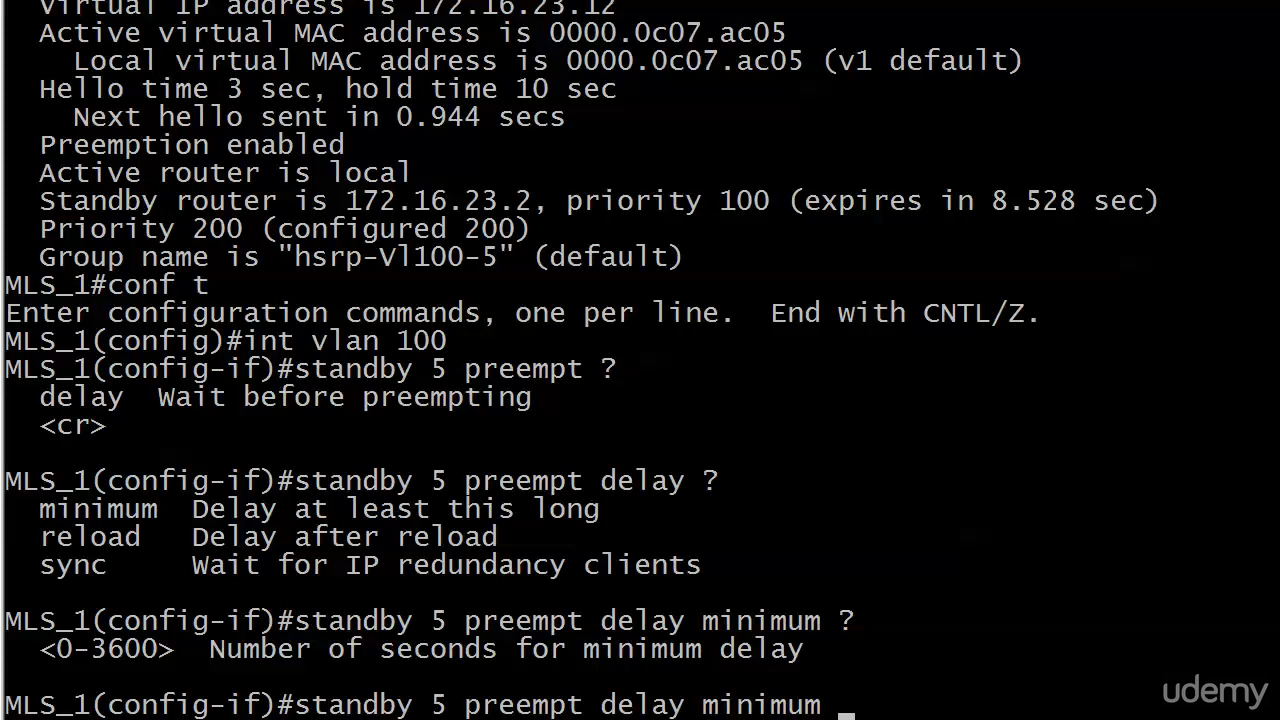 Virtual IP address is 172.16.23.12
Active virtual MAC address is 0000.0c07.ac05
Local virtual MAC address is 0000.0c07.ac05 (v1 default)
Hello time 3 sec, hold time 10 sec
Next hello sent in 0.944 secs
Preemption enabled
Active router is local
Standby router is 172.16.23.2, priority 100 (expires in 8.528 sec)
Priority 200 (configured 200)
Group name is "hsrp-Vl100-5" (default)
MLS_1#conf t
Enter configuration commands, one per line.  End with CNTL/Z.
MLS_1(config)#int vlan 100
MLS_1(config-if)#standby 5 preempt ?
delay  Wait before preempting
<cr>
MLS_1(config-if)#standby 5 preempt delay ?
minimum  Delay at least this long
reload   Delay after reload
sync     Wait for IP redundancy clients
MLS_1(config-if)#standby 5 preempt delay minimum ?
<0-3600>  Number of seconds for minimum delay
MLS_1(config-if)#standby 5 preempt delay minimum _
udemy